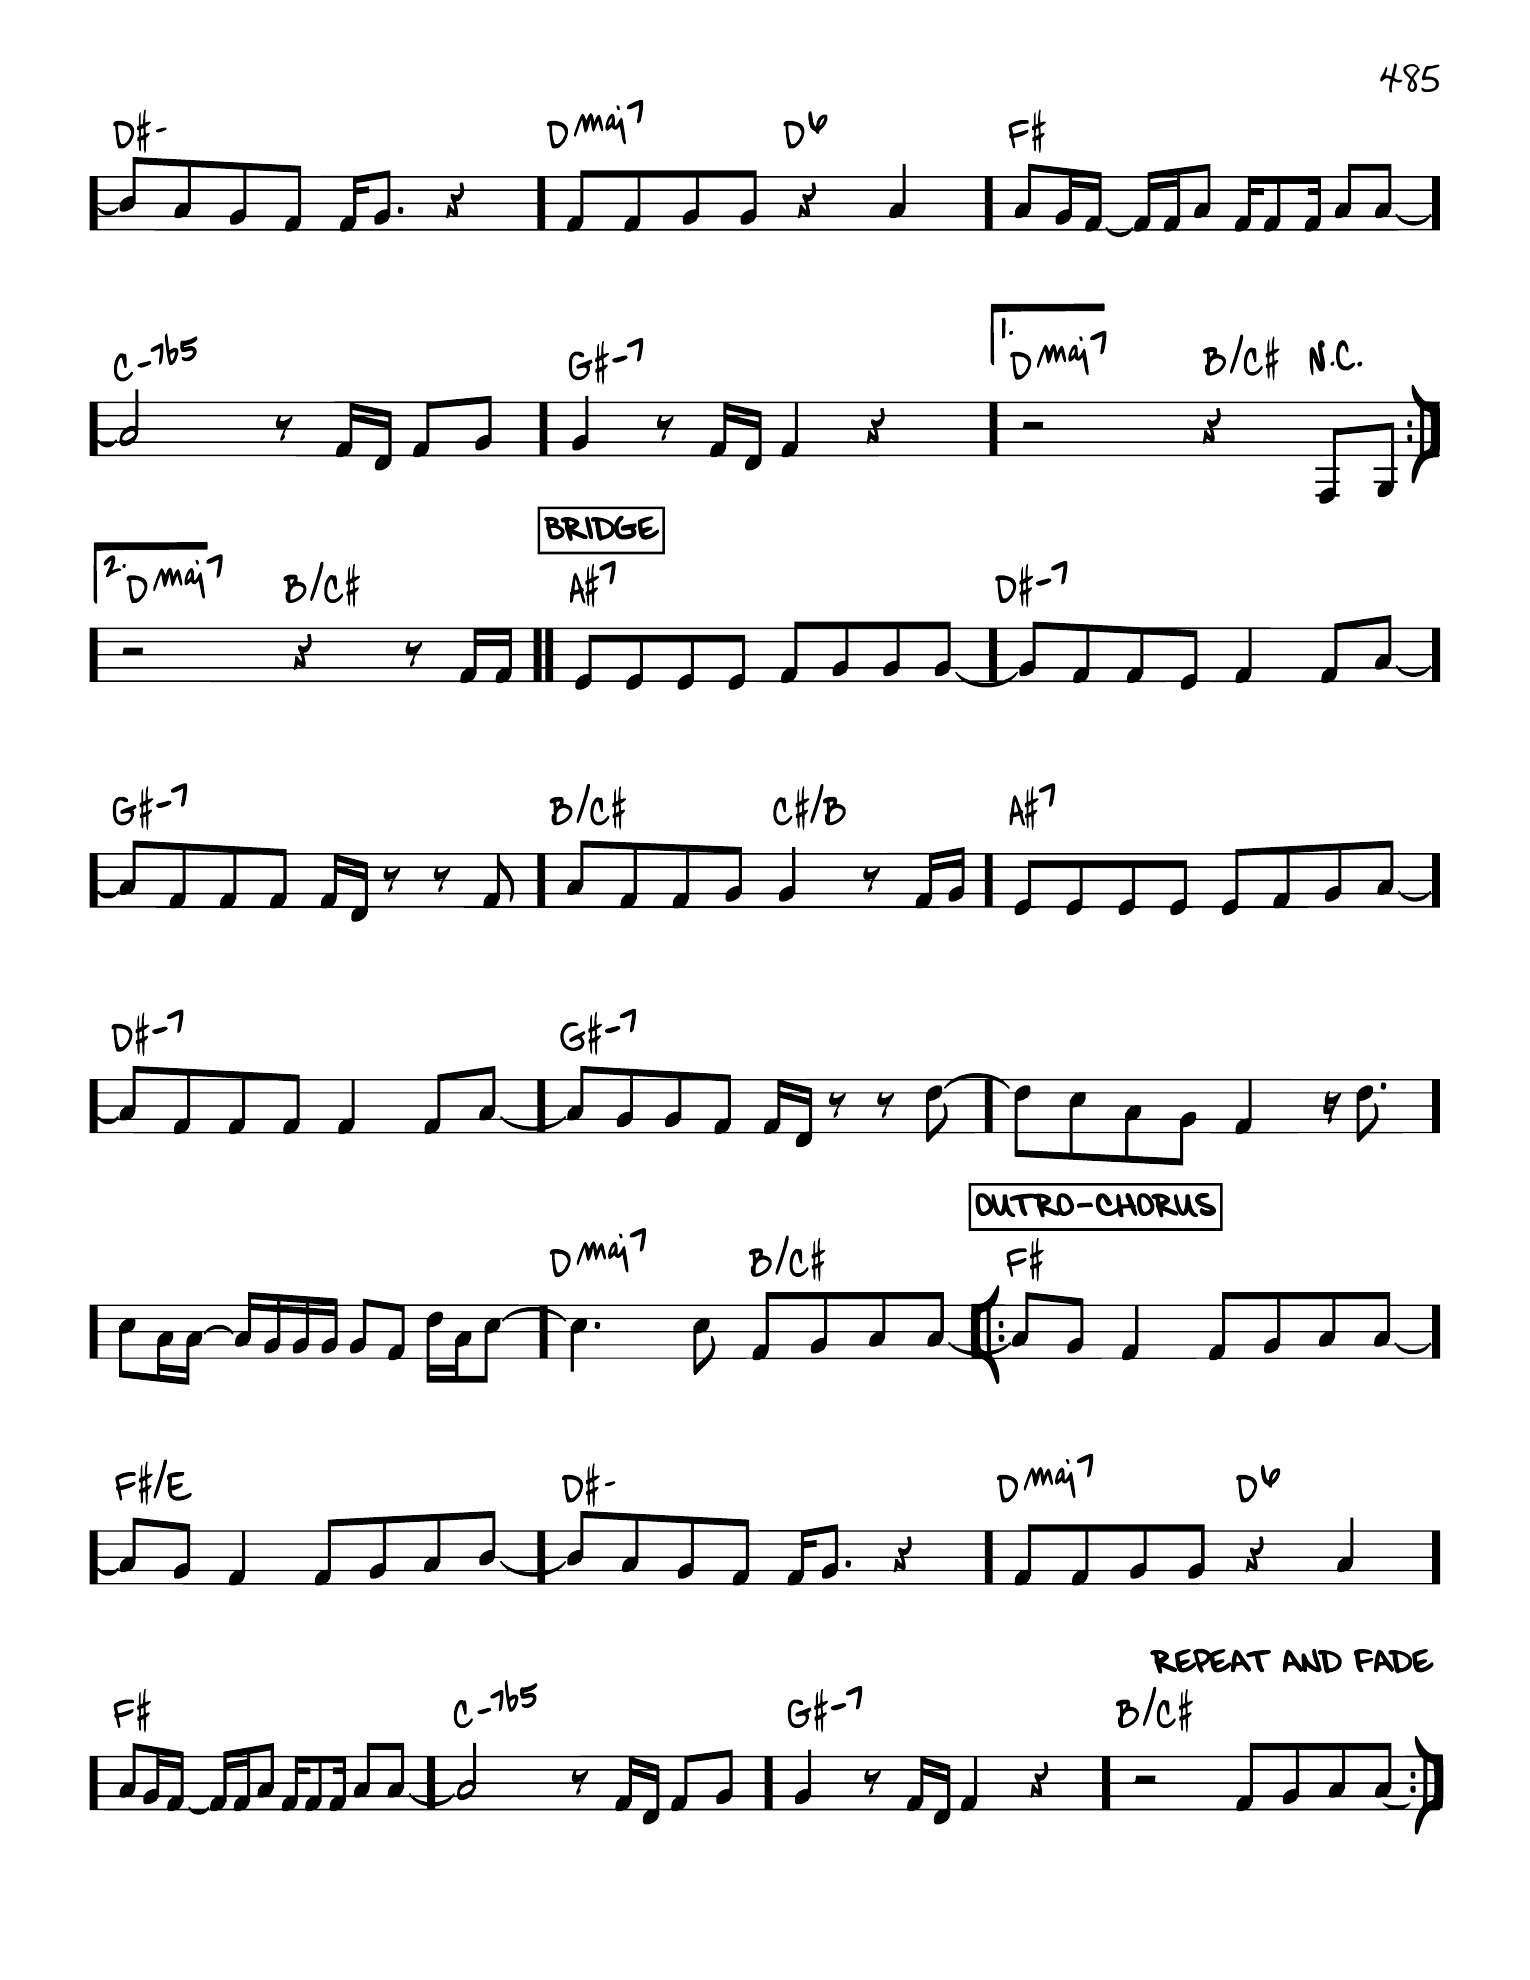 485
D#- Dmaj7 D6 F#
C-7b5 G#-7 1. Dmaj7 B/C# N.C.
BRIDGE
2. Dmaj7 B/C# A#7 D#-7
G#-7 B/C# C#/B A#7
D#-7 G#-7
OUTRO-CHORUS
Dmaj7 B/C# F#
F#/E D#- Dmaj7 D6
REPEAT AND FADE
F# C-7b5 G#-7 B/C#